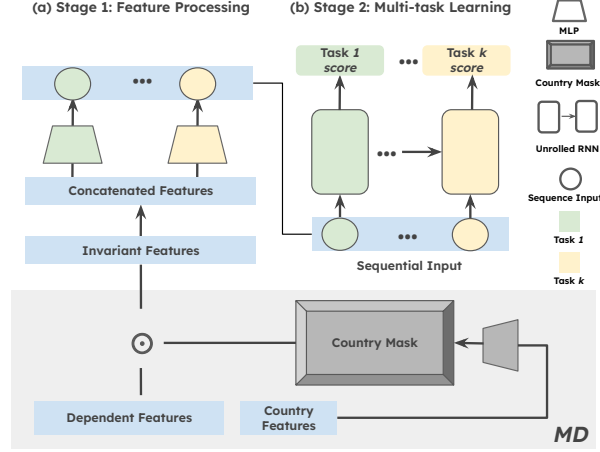 (a) Stage 1: Feature Processing
(b) Stage 2: Multi-task Learning
MLP
Country Mask
Unrolled RNN
Sequence Input
Task 1
Task k
Task 1
score
•••
Task k
score
•••
•••
Concatenated Features
•••
Invariant Features
Sequential Input
Country Mask
Dependent Features
Country
Features
MD